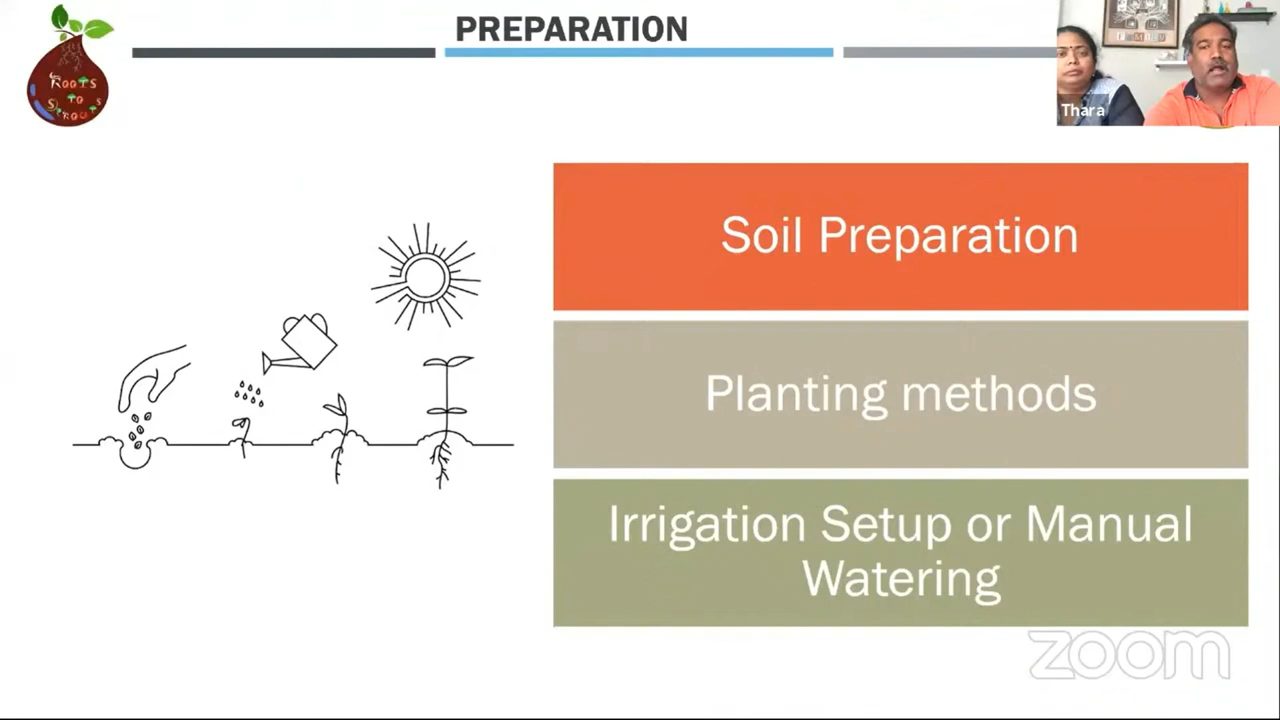 PREPARATION
Roots
To
Sprouts
Thara
Soil Preparation
Planting methods
Irrigation Setup or Manual
Watering
zoom